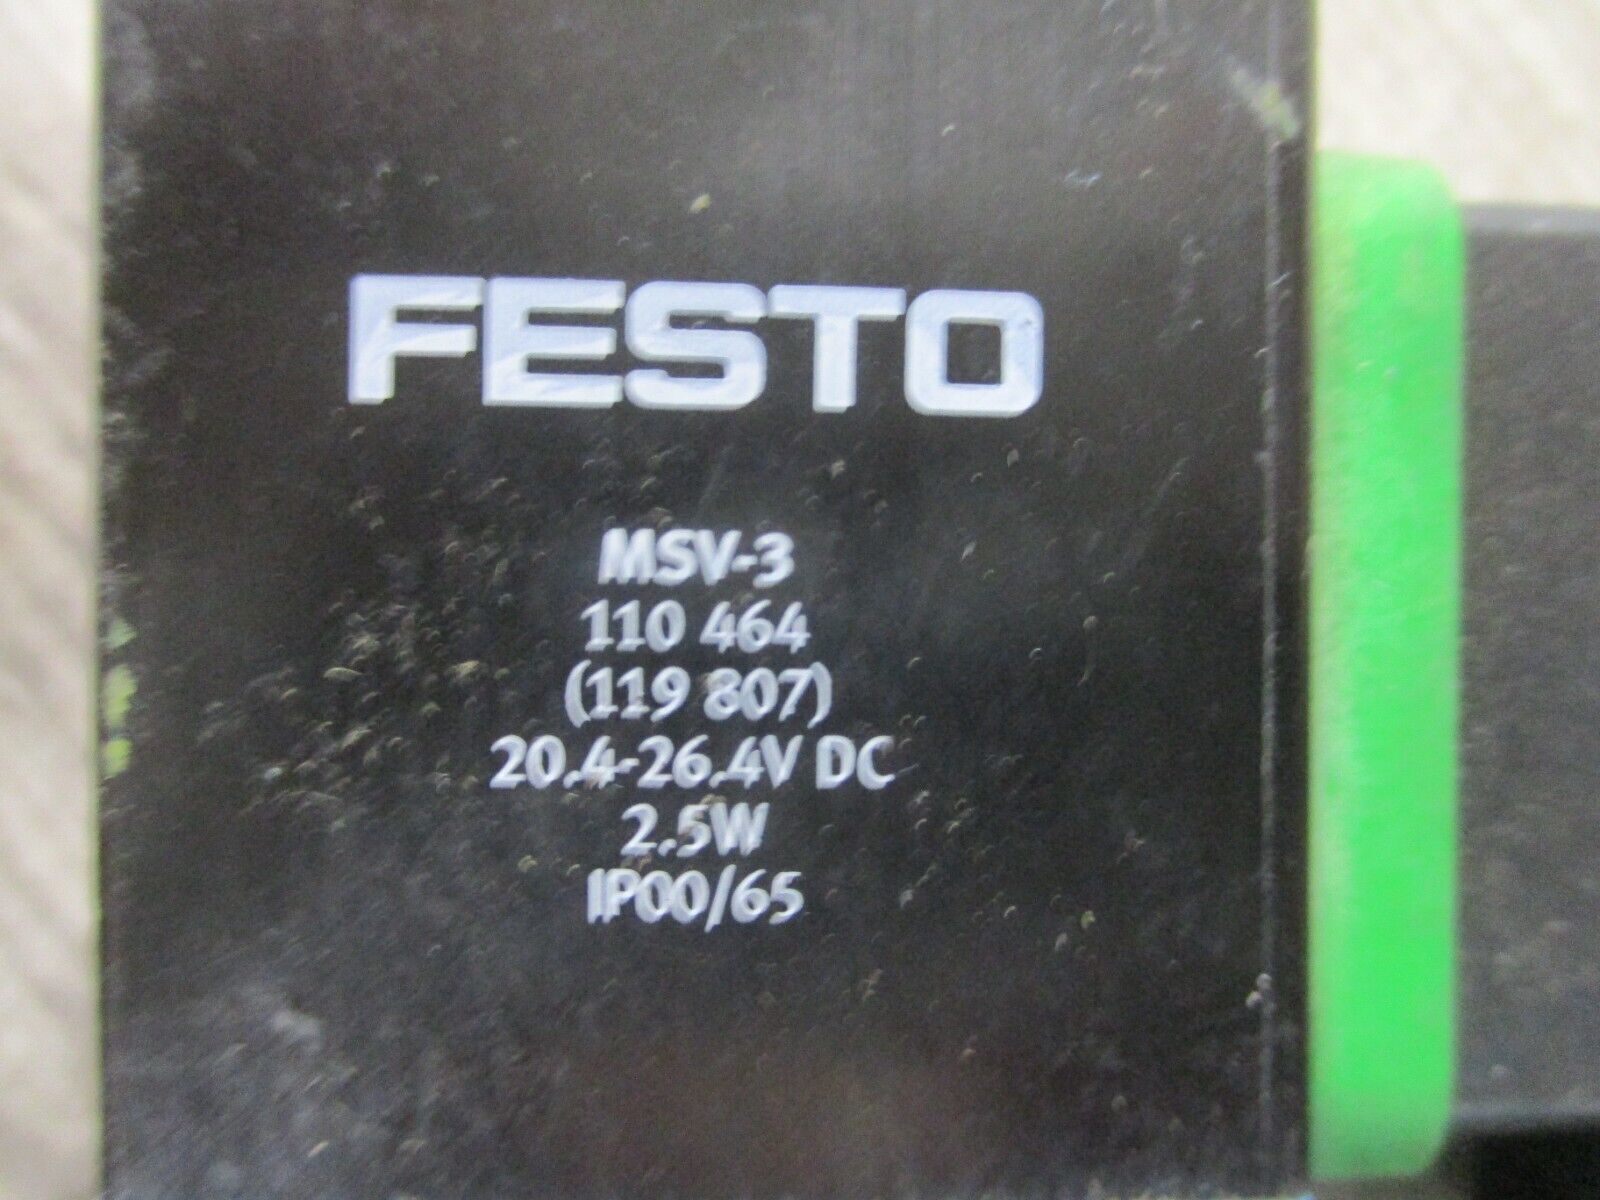 FESTO
MSV-3
110 464
(119 807)
20.4-26.4V DC
2.5W
IP00/65